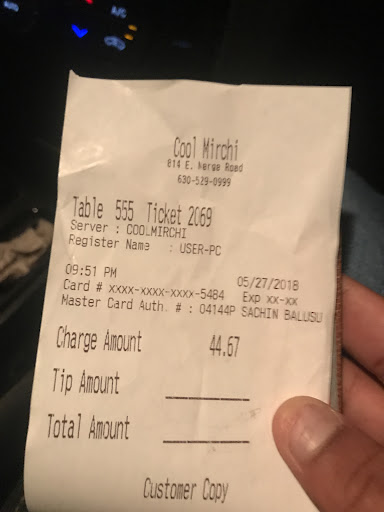 A/C
Cool Mirchi
814 E. Nerge Road
630-529-0999
Table 555 Ticket 2069
Server : COOLMIRCHI
Register Name : USER-PC
09:51 PM 05/27/2018
Card # xxxx-xxxx-xxxx-5484 Exp xx-xx
Master Card Auth. # : 04144P SACHIN BALUSU
Charge Amount 44.67
Tip Amount
Total Amount
Customer Copy